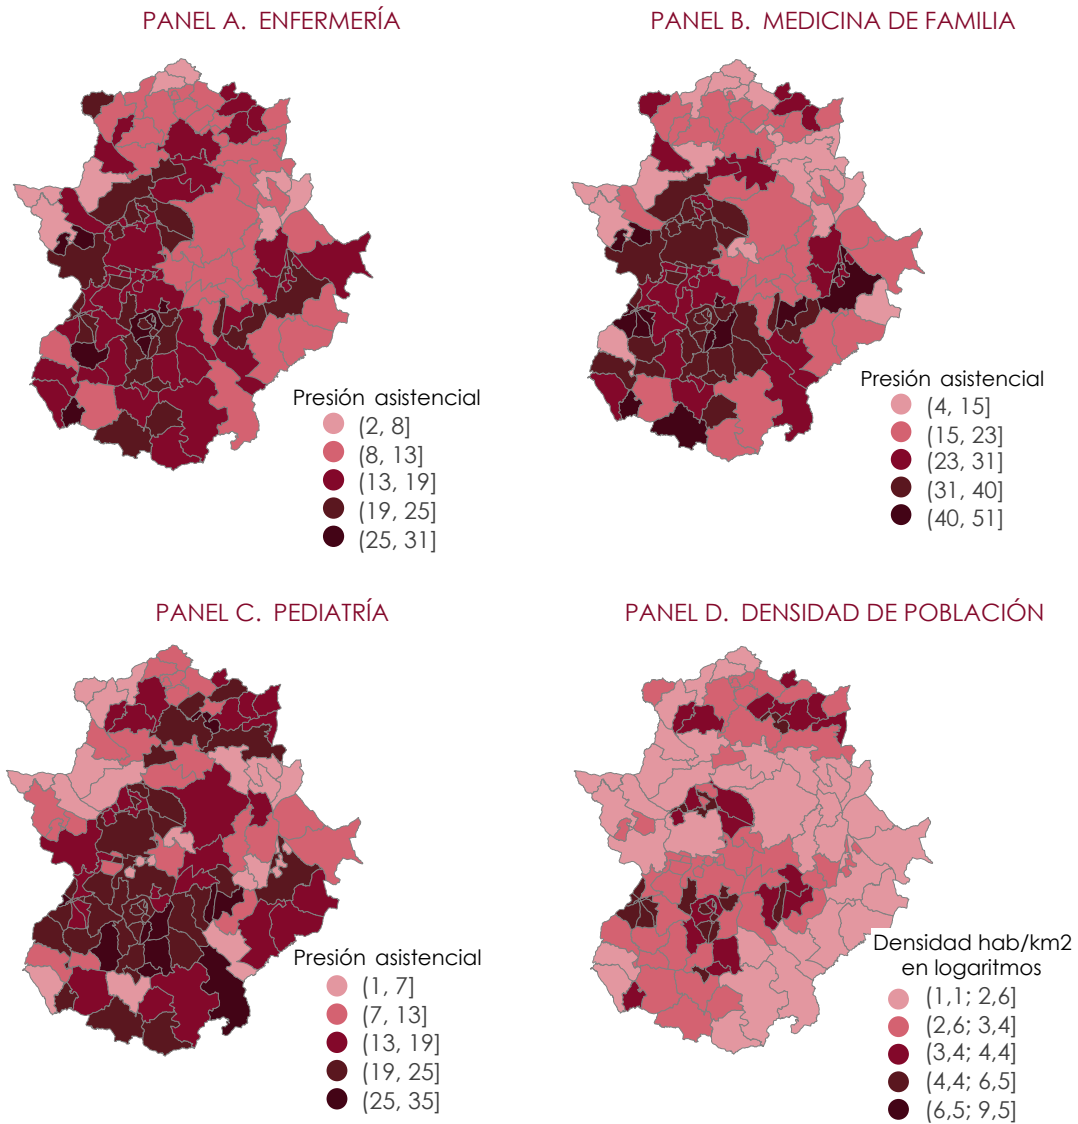 PANEL A. ENFERMERÍA
PANEL B. MEDICINA DE FAMILIA
Presión asistencial
(2, 8]
(8, 13]
(13, 19]
(19, 25]
(25, 31]
Presión asistencial
(4, 15]
(15, 23]
(23, 31]
(31, 40]
(40, 51]
PANEL C. PEDIATRÍA
PANEL D. DENSIDAD DE POBLACIÓN
Presión asistencial
(1, 7]
(7, 13]
(13, 19]
(19, 25]
(25, 35]
Densidad hab/km2
en logaritmos
(1,1; 2,6]
(2,6; 3,4]
(3,4; 4,4]
(4,4; 6,5]
(6,5; 9,5]